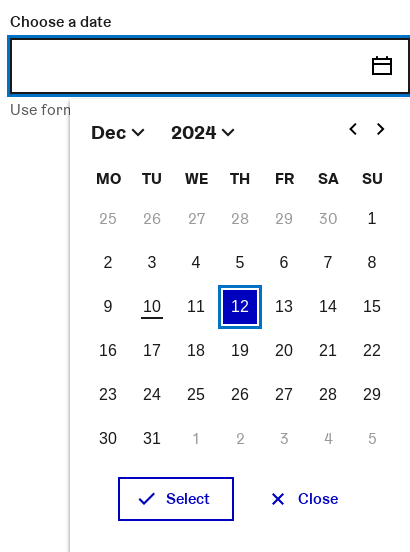 Choose a date
Use form
Dec 2024
MO TU WE TH FR SA SU
25 26 27 28 29 30 1
2 3 4 5 6 7 8
9 10 11 12 13 14 15
16 17 18 19 20 21 22
23 24 25 26 27 28 29
30 31 1 2 3 4 5
Select Close